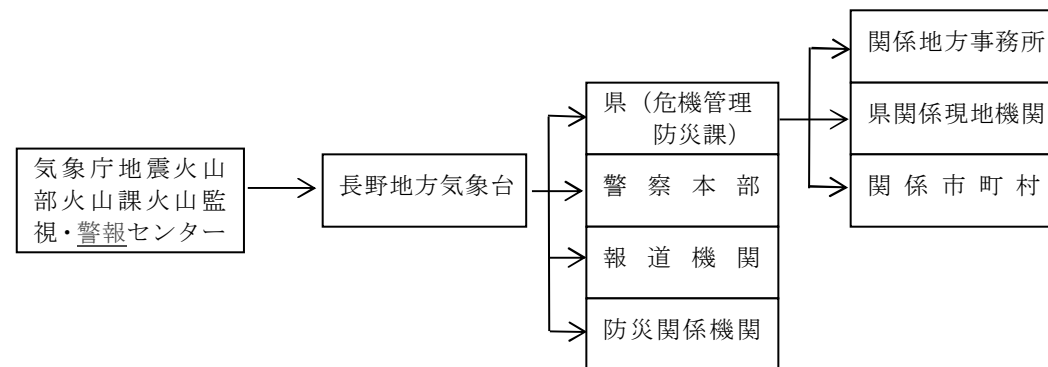 気象庁地震火山
部火山課火山監
視・警報センター
長野地方気象台
県（危機管理
防災課）
警察本部
報道機関
防災関係機関
関係地方事務所
県関係現地機関
関係市町村